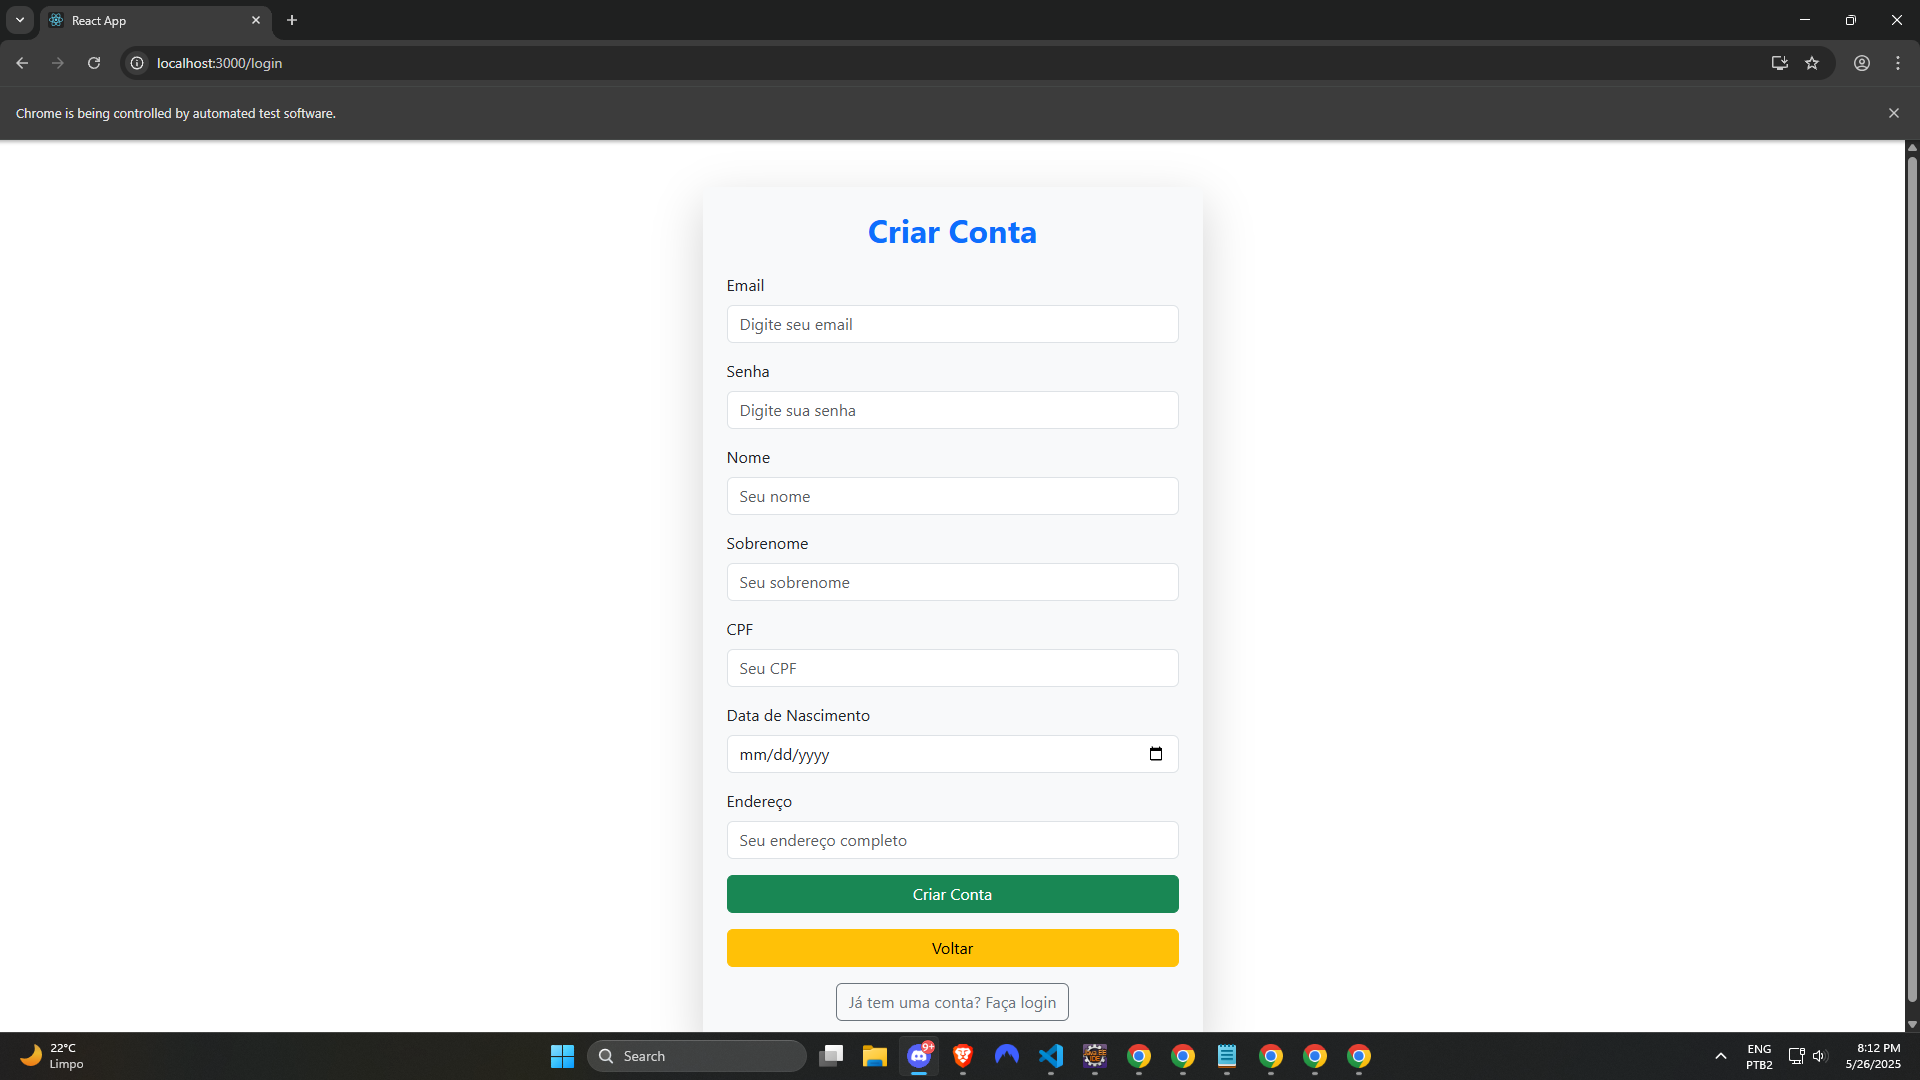 React App
localhost:3000/login
Chrome is being controlled by automated test software.
Criar Conta
Email
Digite seu email
Senha
Digite sua senha
Nome
Seu nome
Sobrenome
Seu sobrenome
CPF
Seu CPF
Data de Nascimento
mm/dd/yyyy
Endereço
Seu endereço completo
Criar Conta
Voltar
Já tem uma conta? Faça login
22°C
Limpo
Search
9+
ENG
PTB2
8:12 PM
5/26/2025